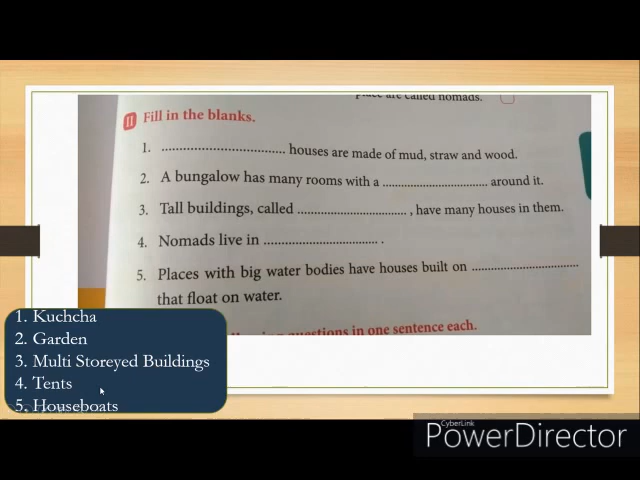 place are called nomads.
II Fill in the blanks.
1. ................................ houses are made of mud, straw and wood.
2. A bungalow has many rooms with a ............................ around it.
3. Tall buildings, called ............................. , have many houses in them.
4. Nomads live in ............................... .
5. Places with big water bodies have houses built on .............................
that float on water.
questions in one sentence each.
1. Kuchcha
2. Garden
3. Multi Storeyed Buildings
4. Tents
5. Houseboats
CyberLink
PowerDirector